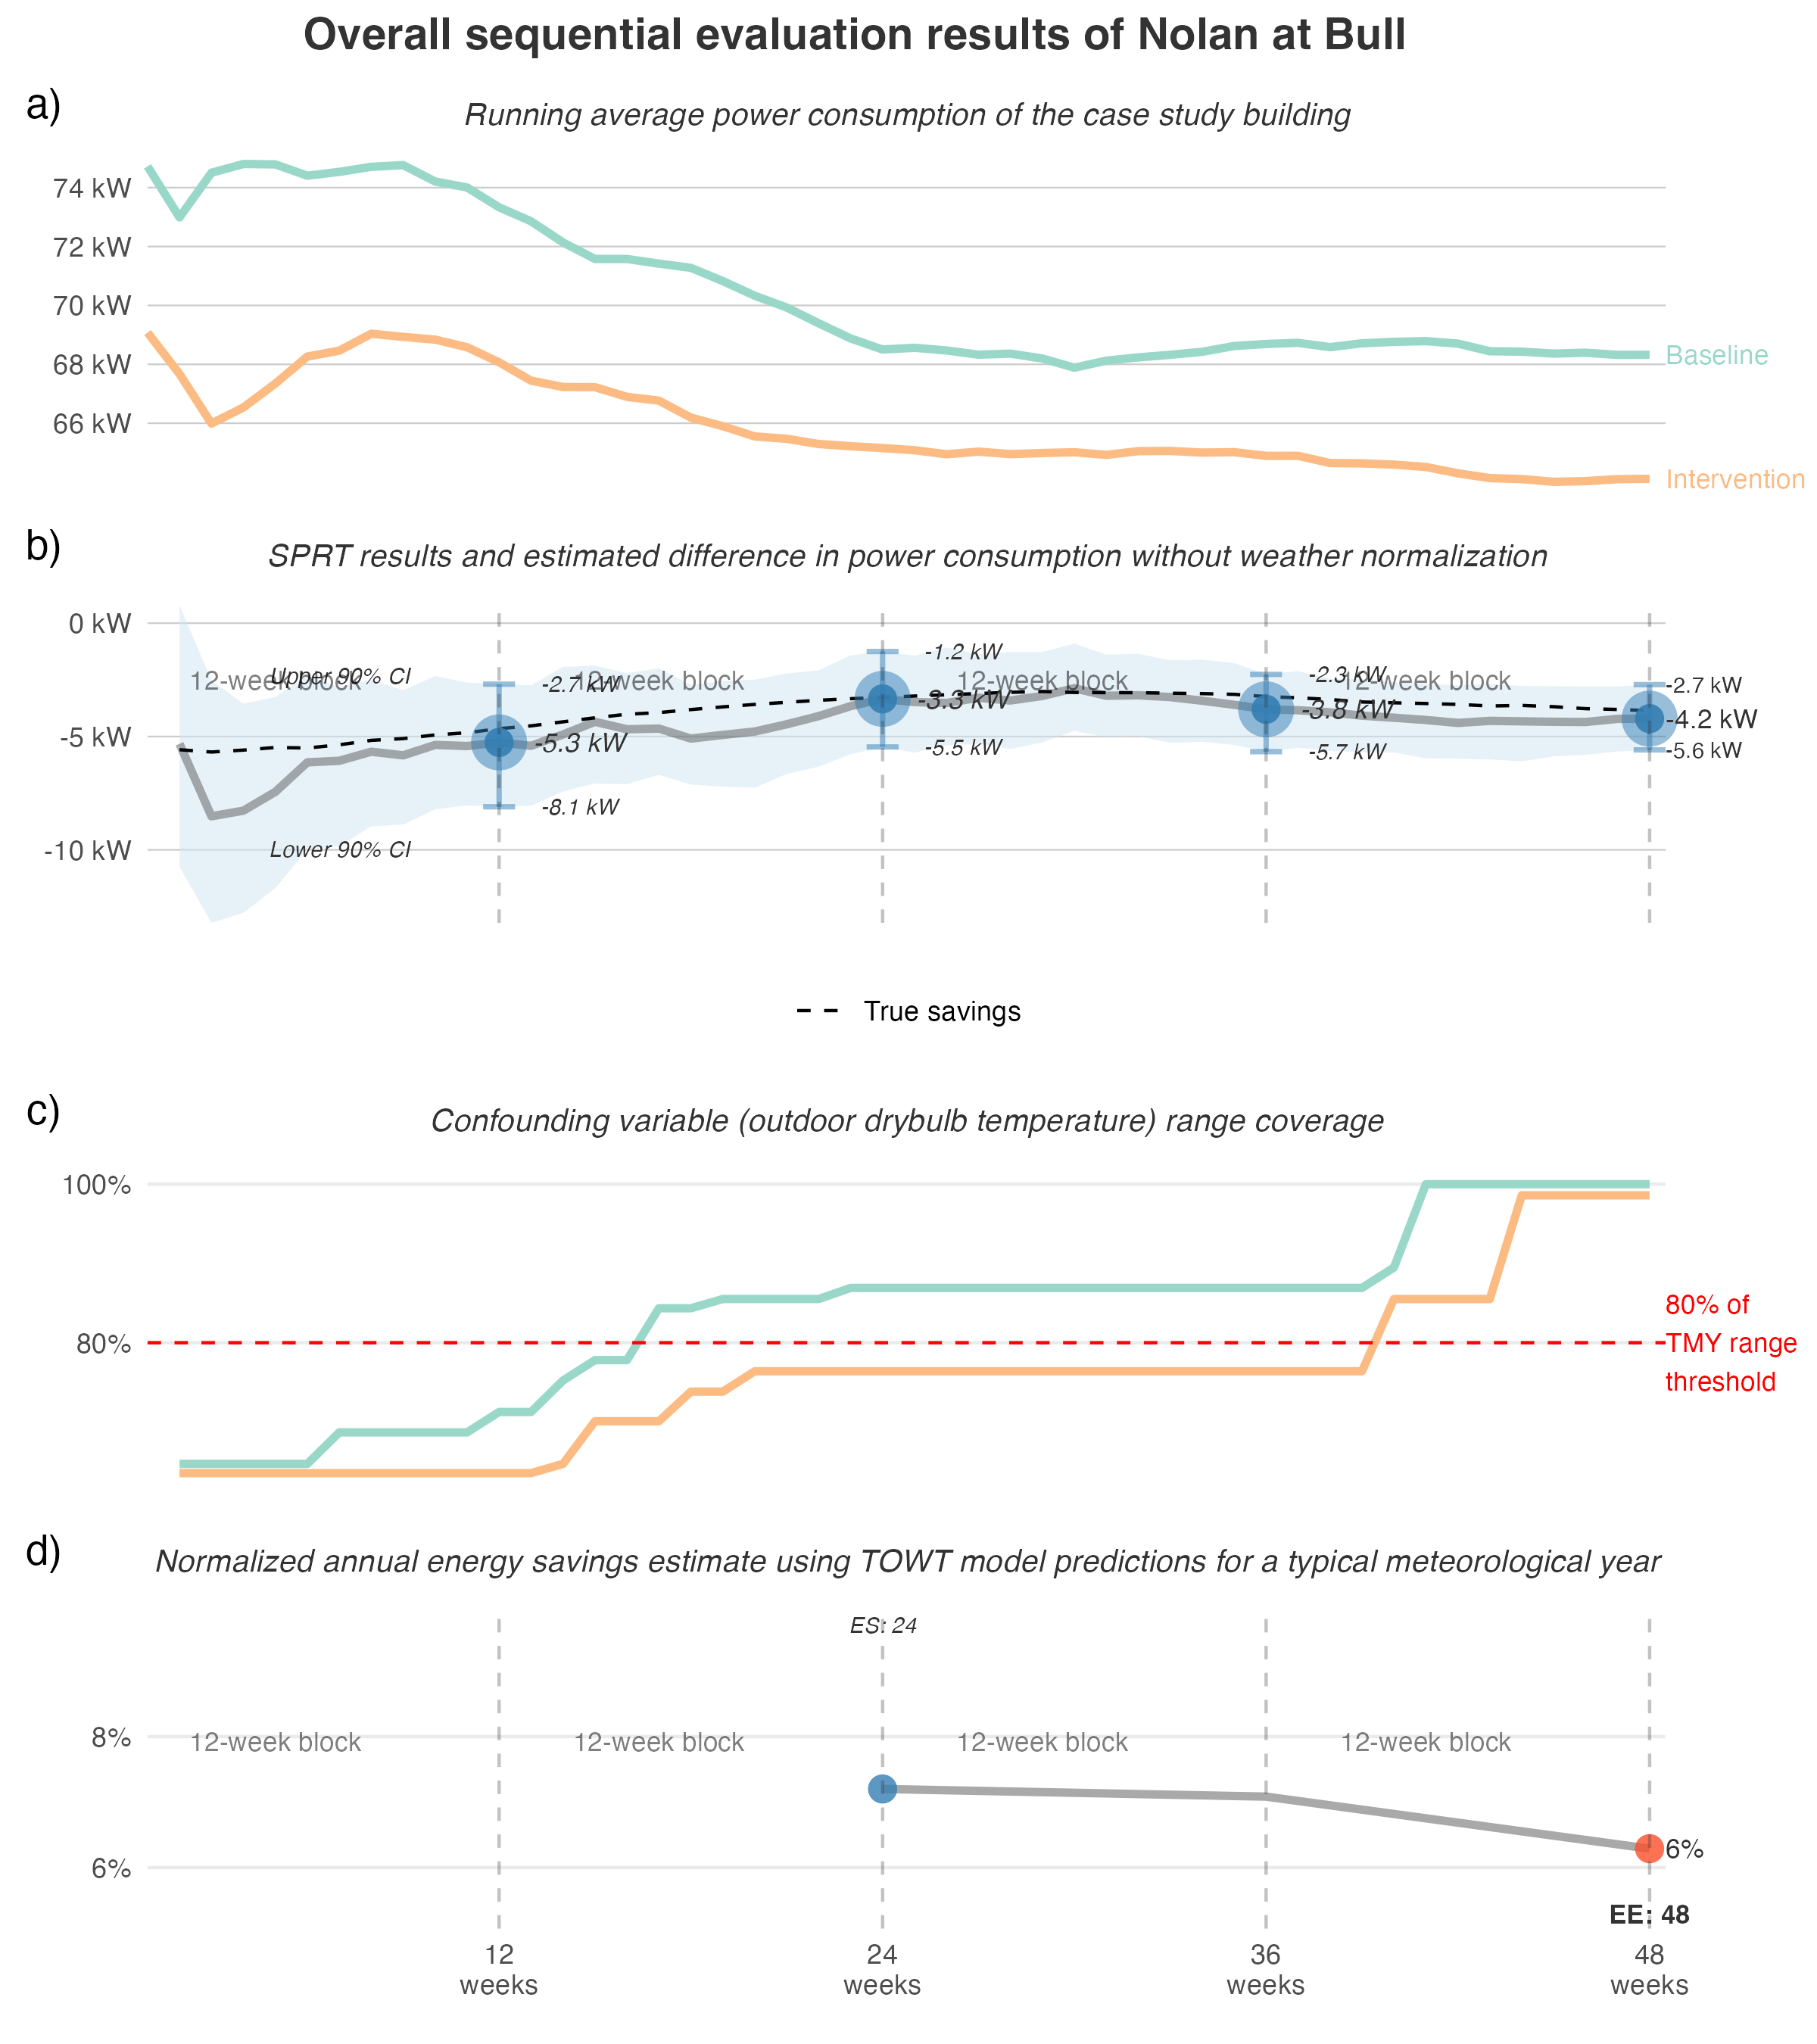 Overall sequential evaluation results of Nolan at Bull
a)
Running average power consumption of the case study building
74 kW
72 kW
70 kW
68 kW
66 kW
Baseline
Intervention
b)
SPRT results and estimated difference in power consumption without weather normalization
0 kW
-5 kW
-10 kW
12-week block
12-week block
12-week block
12-week block
Upper 90% CI
Lower 90% CI
-2.7 kW
-5.3 kW
-8.1 kW
-1.2 kW
-3.3 kW
-5.5 kW
-2.3 kW
-3.8 kW
-5.7 kW
-2.7 kW
-4.2 kW
-5.6 kW
True savings
c)
Confounding variable (outdoor drybulb temperature) range coverage
100%
80%
80% of
TMY range
threshold
d)
Normalized annual energy savings estimate using TOWT model predictions for a typical meteorological year
ES: 24
8%
6%
12-week block
12-week block
12-week block
12-week block
6%
EE: 48
12
weeks
24
weeks
36
weeks
48
weeks